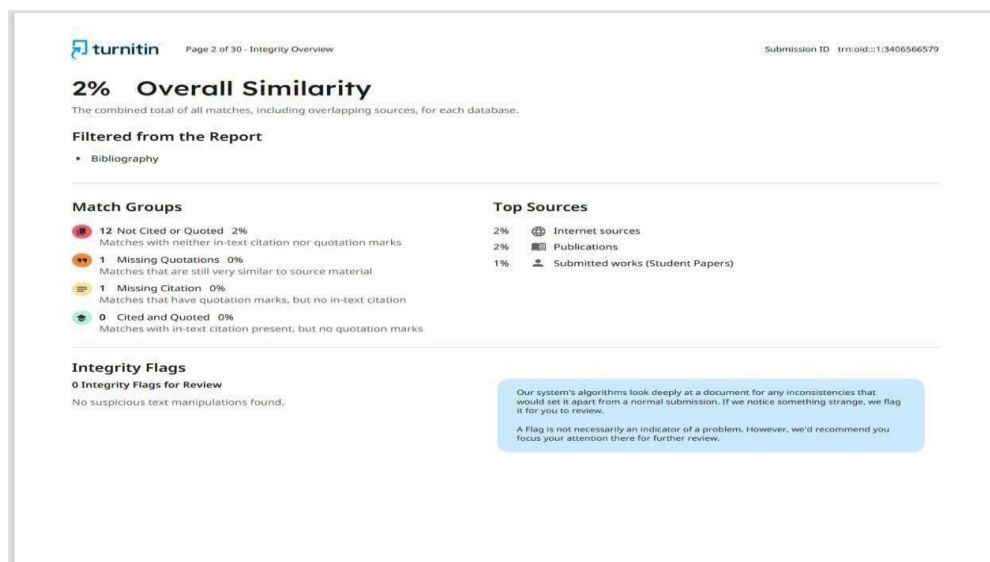 turnitin Page 2 of 30 - Integrity Overview Submission ID trn:oid:::1:3406566579
2% Overall Similarity
The combined total of all matches, including overlapping sources, for each database.
Filtered from the Report
▸ Bibliography
Match Groups
12 Not Cited or Quoted 2%
Matches with neither in-text citation nor quotation marks
1 Missing Quotations 0%
Matches that are still very similar to source material
1 Missing Citation 0%
Matches that have quotation marks, but no in-text citation
0 Cited and Quoted 0%
Matches with in-text citation present, but no quotation marks
Top Sources
2% Internet sources
2% Publications
1% Submitted works (Student Papers)
Integrity Flags
0 Integrity Flags for Review
No suspicious text manipulations found.
Our system's algorithms look deeply at a document for any inconsistencies that
would set it apart from a normal submission. If we notice something strange, we flag
it for you to review.
A Flag is not necessarily an indicator of a problem. However, we'd recommend you
focus your attention there for further review.